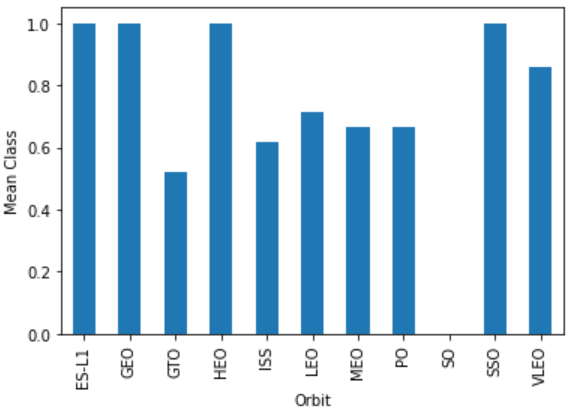 Mean Class
1.0
0.8
0.6
0.4
0.2
0.0
ES-L1
GEO
GTO
HEO
ISS
LEO
MEO
PO
SO
SSO
VLEO
Orbit